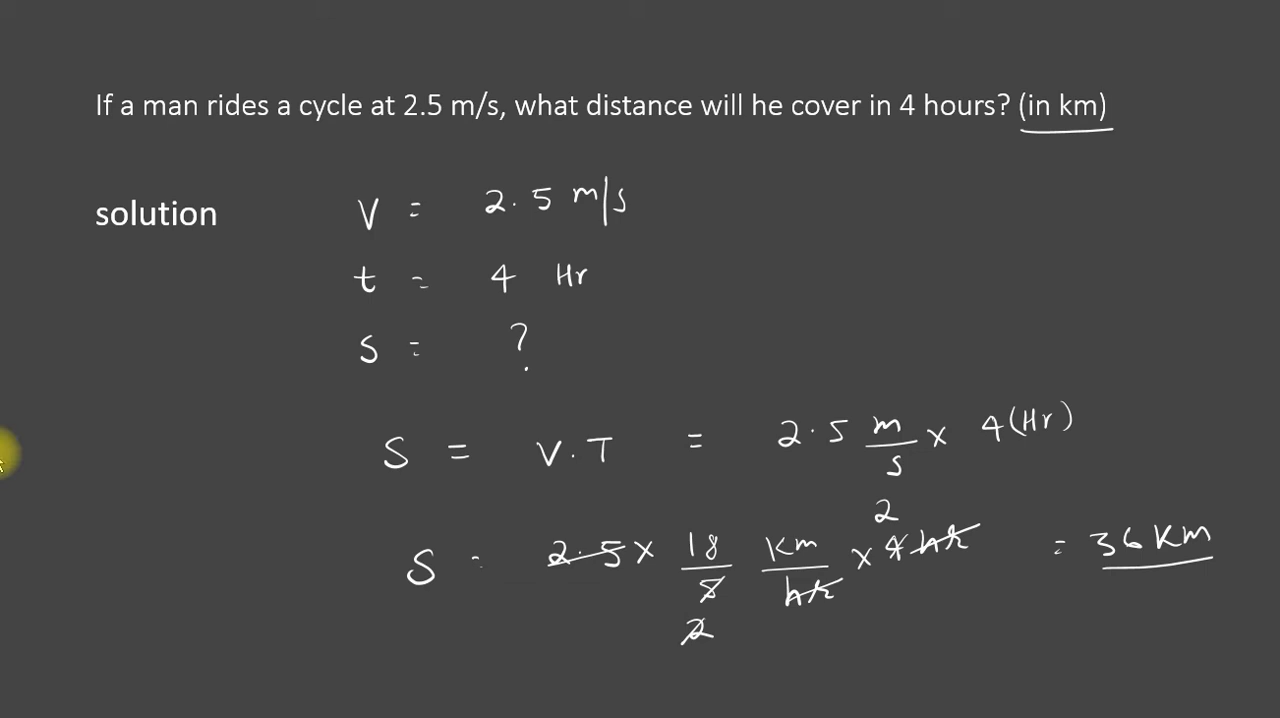 If a man rides a cycle at 2.5 m/s, what distance will he cover in 4 hours? (in km)
solution
V = 2.5 m/s
t = 4 Hr
S = ?
S = V.T = 2.5 m/s x 4(Hr)
S = 2.5 x 18/5 Km/hr x 4 hr = 36 Km
2
2